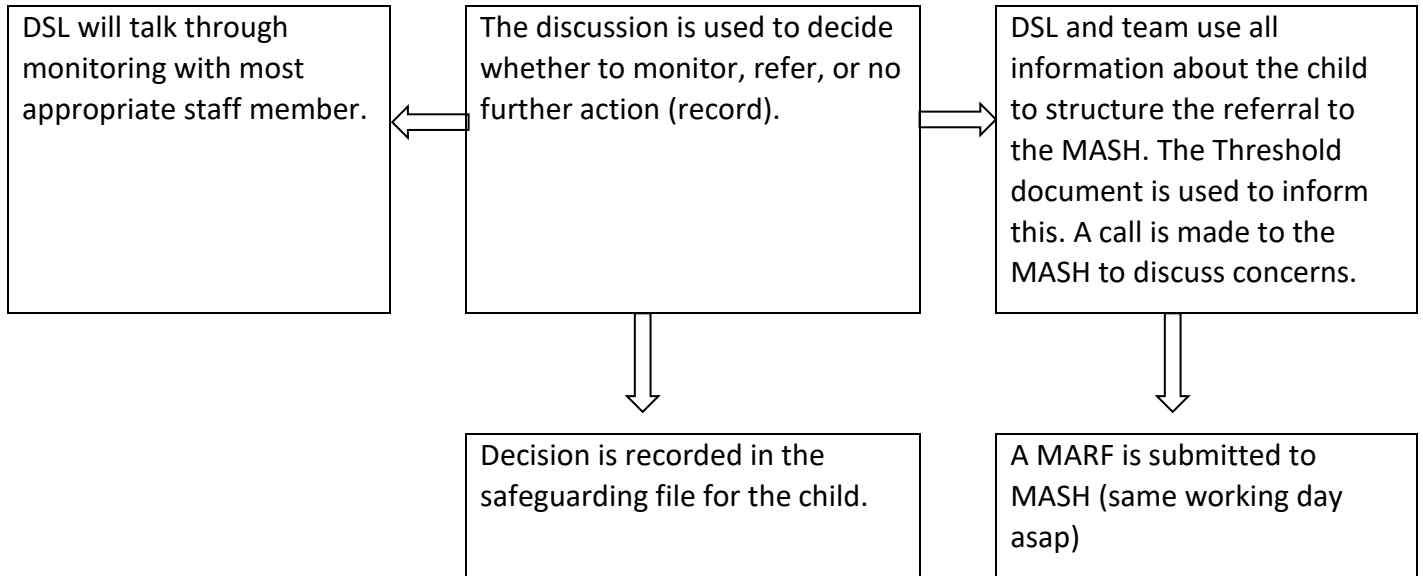 DSL will talk through
monitoring with most
appropriate staff member.
The discussion is used to decide
whether to monitor, refer, or no
further action (record).
DSL and team use all
information about the child
to structure the referral to
the MASH. The Threshold
document is used to inform
this. A call is made to the
MASH to discuss concerns.
Decision is recorded in the
safeguarding file for the child.
A MARF is submitted to
MASH (same working day
asap)